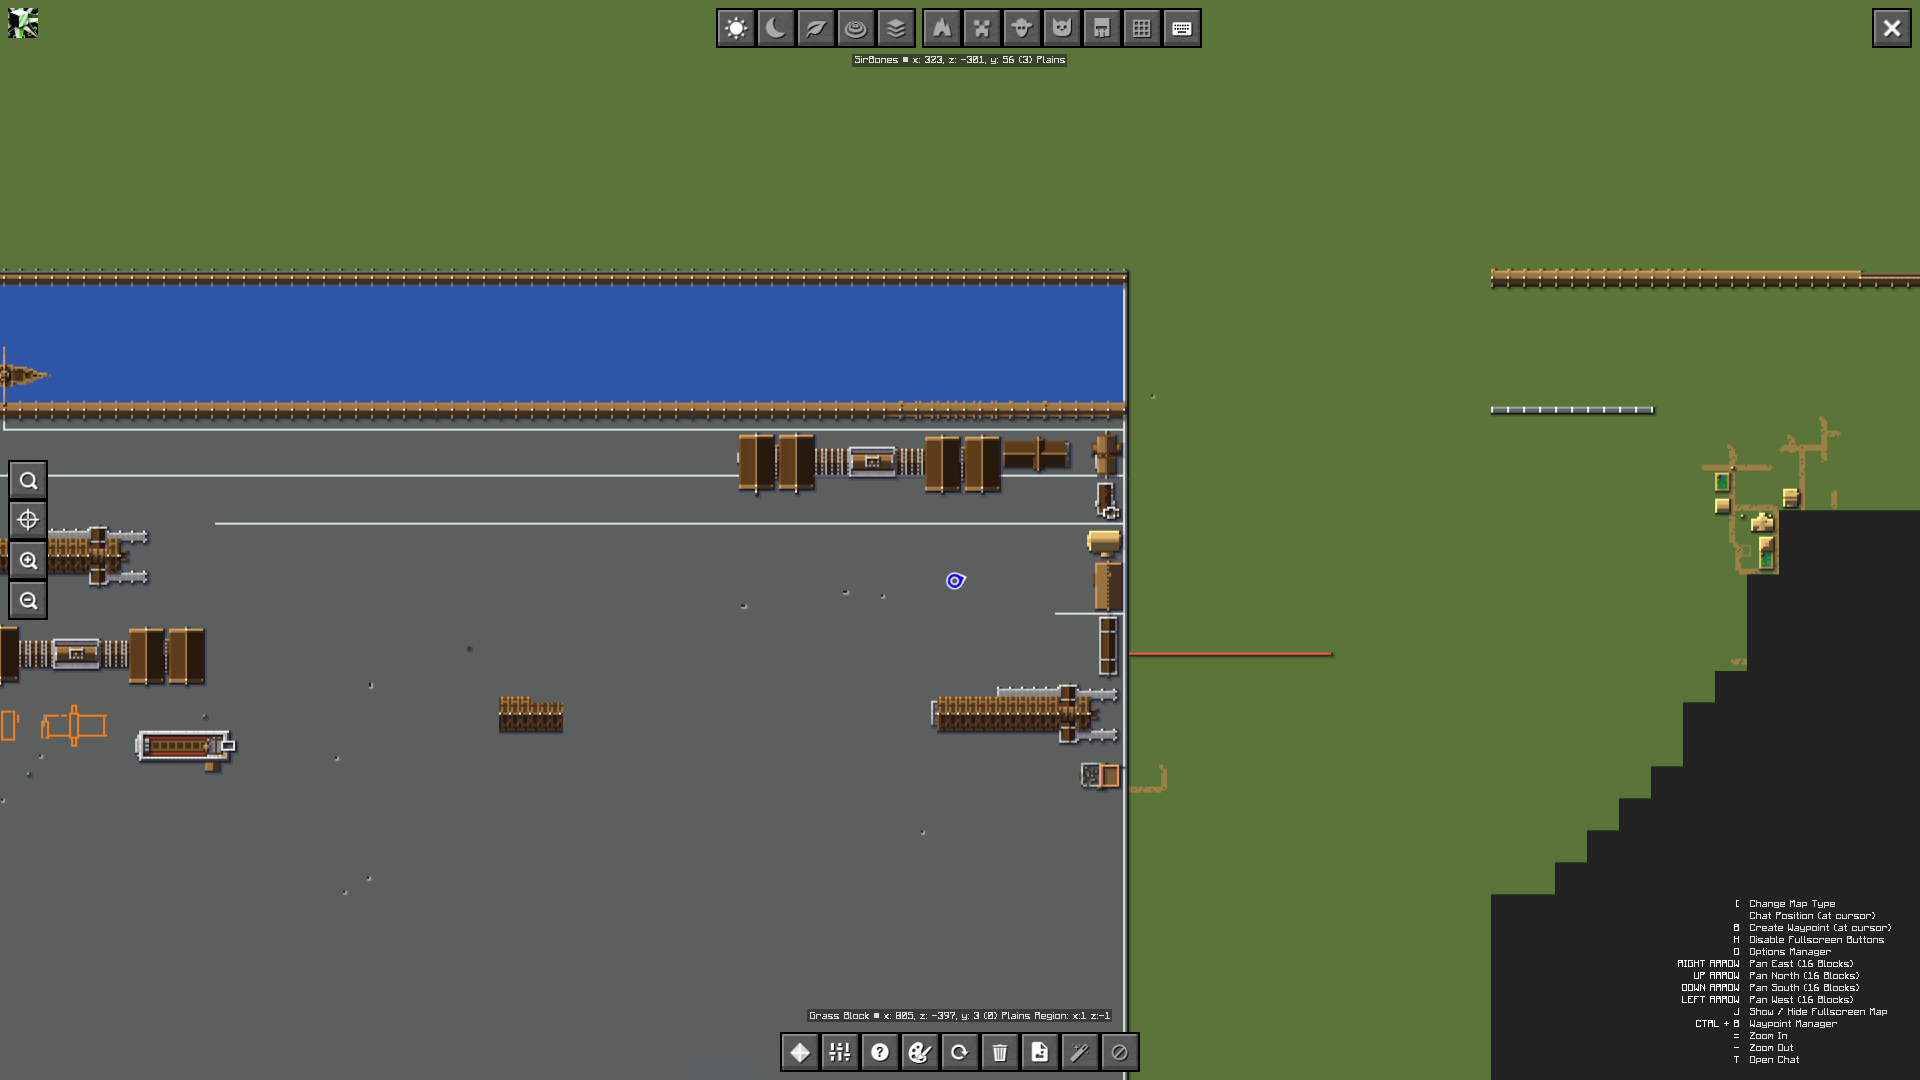 SirBones ■ x: 323, z: -301, y: 56 (3) Plains
[ Change Map Type
Chat Position (at cursor)
B Create Waypoint (at cursor)
H Disable Fullscreen Buttons
O Options Manager
RIGHT ARROW Pan East (16 Blocks)
UP ARROW Pan North (16 Blocks)
DOWN ARROW Pan South (16 Blocks)
LEFT ARROW Pan West (16 Blocks)
J Show / Hide Fullscreen Map
CTRL + B Waypoint Manager
= Zoom In
- Zoom Out
T Open Chat
Grass Block ■ x: 805, z: -397, y: 3 (0) Plains Region: x:1 z:-1